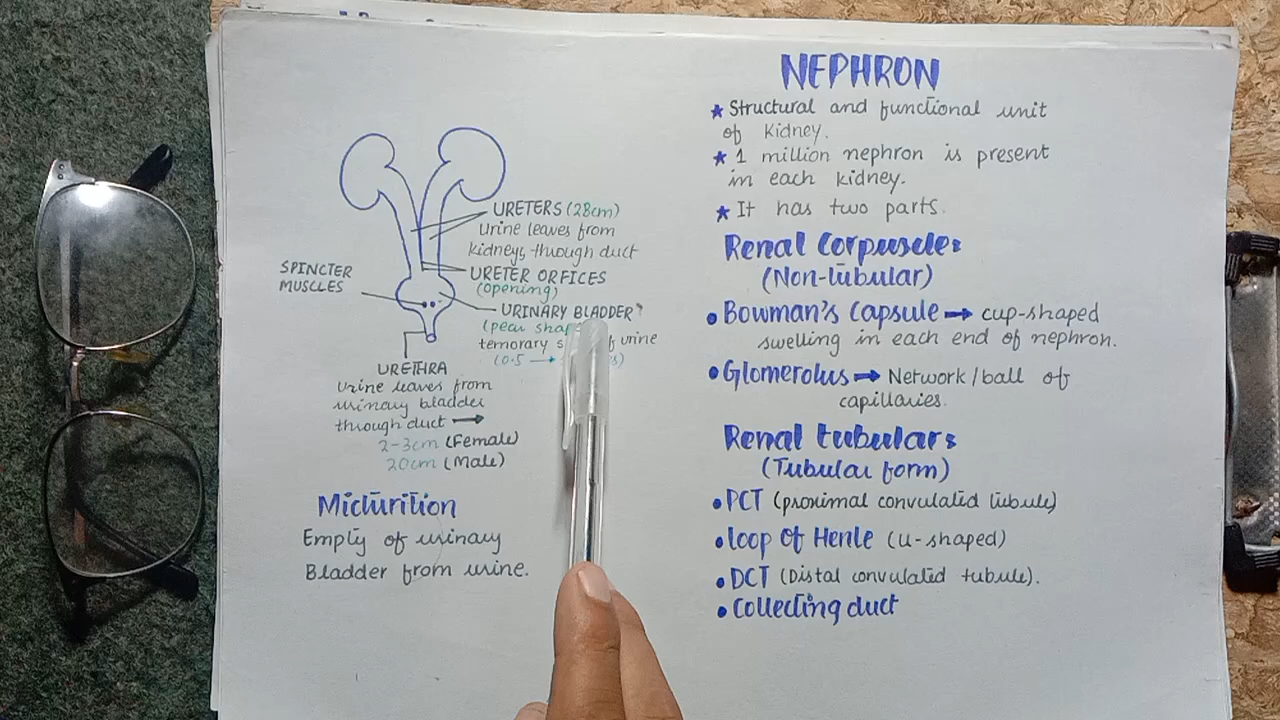 URETERS (28cm)
Urine leaves from
kidneys through duct
SPINCTER
MUSCLES
URETER ORFICES
(opening)
URINARY BLADDER
(pear
temorary urine
(0.5 →
URETHRA
Urine leaves from
urinary bladder
through duct →
2-3cm (Female)
20cm (Male)
Micturition
Empty of urinary
Bladder from urine.
NEPHRON
★ Structural and functional unit
of kidney.
★ 1 million nephron is present
in each kidney.
★ It has two parts.
Renal Corpuscles
(Non-tubular)
• Bowman's Capsule → cup-shaped
swelling in each end of nephron.
• Glomerolus → Network/ball of
capillaries.
Renal tubulars
(Tubular form)
• PCT (proximal convulated tubule)
• Loop Of Henle (U-shaped)
• DCT (Distal convulated tubule).
• Collecting duct